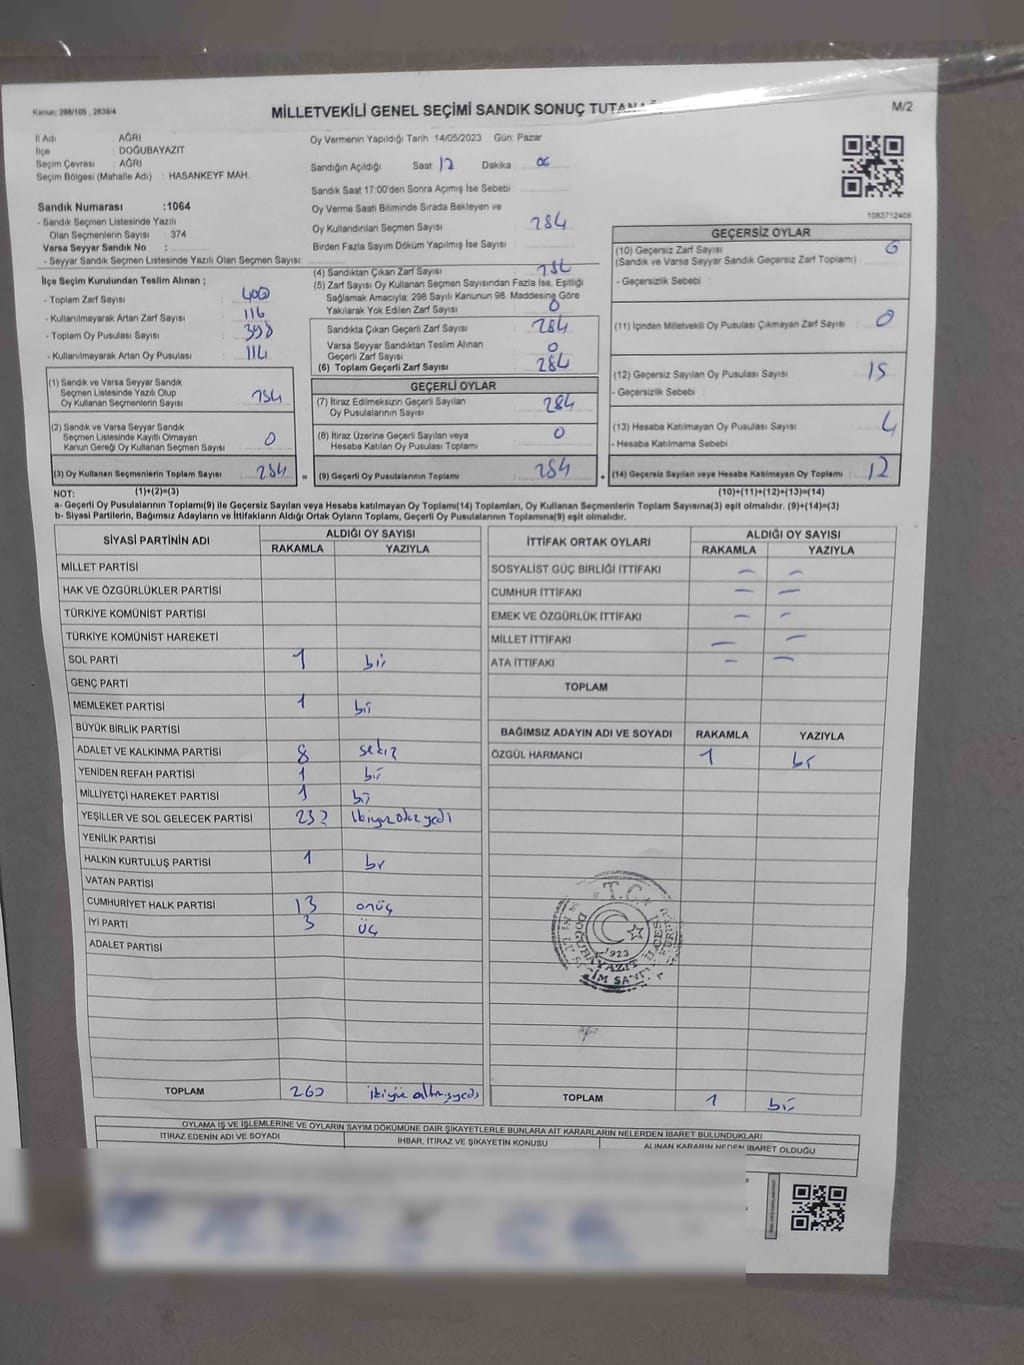 Kanun: 298/105 , 2839/4
MİLLETVEKİLİ GENEL SEÇİMİ SANDIK SONUÇ TUTANAĞI
M/2
İl Adı : AĞRI
İlçe : DOĞUBAYAZIT
Seçim Çevresi : AĞRI
Seçim Bölgesi (Mahalle Adı) : HASANKEYF MAH.
Sandık Numarası :1064
- Sandık Seçmen Listesinde Yazılı
Olan Seçmenlerin Sayısı : 374
Varsa Seyyar Sandık No :
- Seyyar Sandık Seçmen Listesinde Yazılı Olan Seçmen Sayısı:
Oy Vermenin Yapıldığı Tarih :14/05/2023 Gün: Pazar
Sandığın Açıldığı Saat 17 Dakika
Sandık Saat 17:00'den Sonra Açımış İse Sebebi :
Oy Verme Saati Bitiminde Sırada Bekleyen ve
Oy Kullandırılan Seçmen Sayısı : 284
Birden Fazla Sayım Döküm Yapılmış İse Sayısı :
1083712408
İlçe Seçim Kurulundan Teslim Alınan ;
- Toplam Zarf Sayısı : 400
- Kullanılmayarak Artan Zarf Sayısı : 116
- Toplam Oy Pusulası Sayısı : 398
- Kullanılmayarak Artan Oy Pusulası : 114
(1) Sandık ve Varsa Seyyar Sandık
Seçmen Listesinde Yazılı Olup
Oy Kullanan Seçmenlerin Sayısı : 284
(2) Sandık ve Varsa Seyyar Sandık
Seçmen Listesinde Kayıtlı Olmayan
Kanun Gereği Oy Kullanan Seçmen Sayısı : 0
(3) Oy Kullanan Seçmenlerin Toplam Sayısı : 284
(4) Sandıktan Çıkan Zarf Sayısı : 284
(5) Zarf Sayısı Oy Kullanan Seçmen Sayısından Fazla İse, Eşitliği
Sağlamak Amacıyla, 298 Sayılı Kanunun 98. Maddesine Göre
Yakılarak Yok Edilen Zarf Sayısı : 0
Sandıkla Çıkan Geçerli Zarf Sayısı : 284
Varsa Seyyar Sandıktan Teslim Alınan
Geçerli Zarf Sayısı : 0
(6) Toplam Geçerli Zarf Sayısı : 284
GEÇERLİ OYLAR
(7) İtiraz Edilmeksizin Geçerli Sayılan
Oy Pusulalarının Sayısı : 284
(8) İtiraz Üzerine Geçerli Sayılan veya
Hesaba Katılan Oy Pusulası Toplamı : 0
(9) Geçerli Oy Pusulalarının Toplamı : 284
GEÇERSİZ OYLAR
(10) Geçersiz Zarf Sayısı :
(Sandık ve Varsa Seyyar Sandık Geçersiz Zarf Toplamı)
- Geçersizlik Sebebi :
(11) İçinden Milletvekili Oy Pusulası Çıkmayan Zarf Sayısı : 0
(12) Geçersiz Sayılan Oy Pusulası Sayısı : 15
- Geçersizlik Sebebi :
(13) Hesaba Katılmayan Oy Pusulası Sayısı : 4
- Hesaba Katılmama Sebebi :
(14) Geçersiz Sayılan veya Hesaba Katılmayan Oy Toplamı : 12
NOT: (1)+(2)=(3) (10)+(11)+(12)+(13)=(14)
a- Geçerli Oy Pusulalarının Toplamı(9) ile Geçersiz Sayılan veya Hesaba katılmayan Oy Toplamı(14) Toplamları, Oy Kullanan Seçmenlerin Toplam Sayısına(3) eşit olmalıdır. (9)+(14)=(3)
b- Siyasi Partilerin, Bağımsız Adayların ve İttifakların Aldığı Ortak Oyların Toplamı, Geçerli Oy Pusulalarının Toplamına(9) eşit olmalıdır.
SİYASİ PARTİNİN ADI ALDIĞI OY SAYISI
RAKAMLA YAZIYLA
MİLLET PARTİSİ
HAK VE ÖZGÜRLÜKLER PARTİSİ
TÜRKİYE KOMÜNİST PARTİSİ
TÜRKİYE KOMÜNİST HAREKETİ
SOL PARTİ 1 bir
GENÇ PARTİ
MEMLEKET PARTİSİ 1 bir
BÜYÜK BİRLİK PARTİSİ
ADALET VE KALKINMA PARTİSİ 8 sekiz
YENİDEN REFAH PARTİSİ 1 bir
MİLLİYETÇİ HAREKET PARTİSİ 1 bir
YEŞİLLER VE SOL GELECEK PARTİSİ 237 ikiyüzotuzyedi
YENİLİK PARTİSİ
HALKIN KURTULUŞ PARTİSİ 1 bir
VATAN PARTİSİ
CUMHURİYET HALK PARTİSİ 13 onüç
İYİ PARTİ 3 üç
ADALET PARTİSİ
TOPLAM 267 ikiyüz altmışyedi
İTTİFAK ORTAK OYLARI ALDIĞI OY SAYISI
RAKAMLA YAZIYLA
SOSYALİST GÜÇ BİRLİĞİ İTTİFAKI – –
CUMHUR İTTİFAKI – –
EMEK VE ÖZGÜRLÜK İTTİFAKI – –
MİLLET İTTİFAKI – –
ATA İTTİFAKI – –
TOPLAM
BAĞIMSIZ ADAYIN ADI VE SOYADI RAKAMLA YAZIYLA
ÖZGÜL HARMANCI 1 bir
T.C.
DOĞUBAYAZIT
1923
TOPLAM 1 bir
OYLAMA İŞ VE İŞLEMLERİNE VE OYLARIN SAYIM DÖKÜMÜNE DAİR ŞİKAYETLERLE BUNLARA AİT KARARLARIN NELERDEN İBARET BULUNDUKLARI
İTİRAZ EDENİN ADI VE SOYADI İHBAR, İTİRAZ VE ŞİKAYETİN KONUSU ALINAN KARARIN NEDEN İBARET OLDUĞU